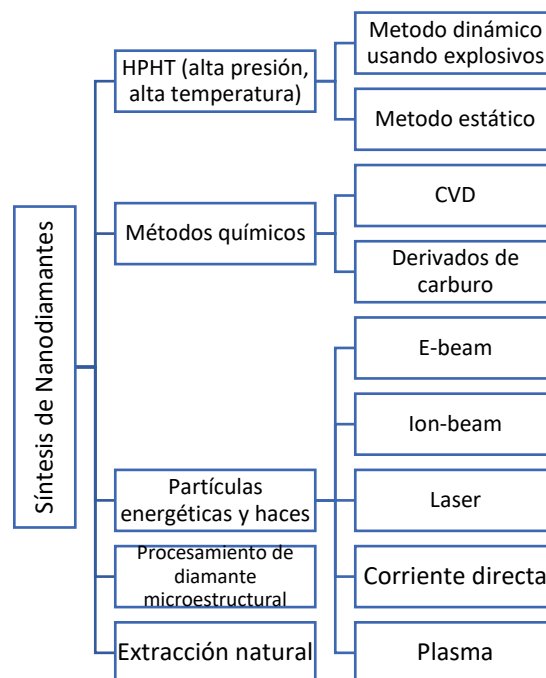 Síntesis de Nanodiamantes
HPHT (alta presión,
alta temperatura)
Metodo dinámico
usando explosivos
Metodo estático
Métodos químicos
CVD
Derivados de
carburo
Partículas
energéticas y haces
E-beam
Ion-beam
Laser
Corriente directa
Plasma
Procesamiento de
diamante
microestructural
Extracción natural